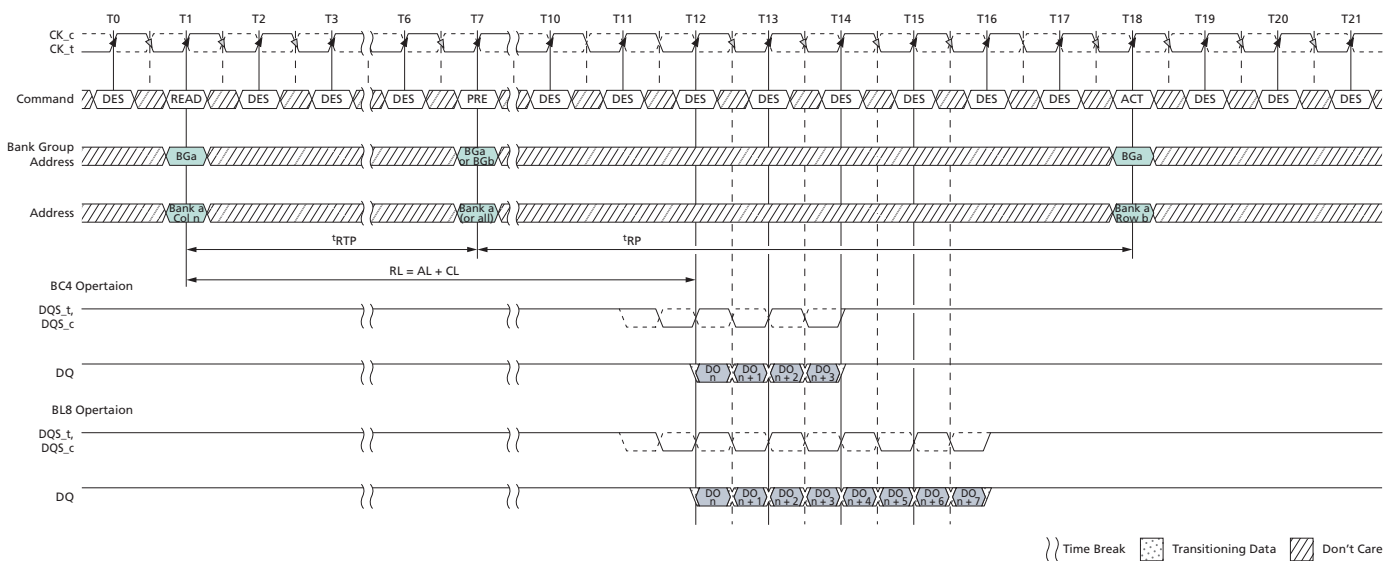 T0 T1 T2 T3 T6 T7 T10 T11 T12 T13 T14 T15 T16 T17 T18 T19 T20 T21
CK_c
CK_t
Command DES READ DES DES DES PRE DES DES DES DES DES DES DES DES ACT DES DES DES
Bank Group
Address
BGa
BGa
or BGb
BGa
Address
Bank a
Col n
Bank a
(or all)
Bank a
Row b
tRTP tRP
RL = AL + CL
BC4 Opertaion
DQS_t,
DQS_c
DQ
DO
n
DO
n + 1
DO
n + 2
DO
n + 3
BL8 Opertaion
DQS_t,
DQS_c
DQ
DO
n
DO
n + 1
DO
n + 2
DO
n + 3
DO
n + 4
DO
n + 5
DO
n + 6
DO
n + 7
Time Break Transitioning Data Don't Care